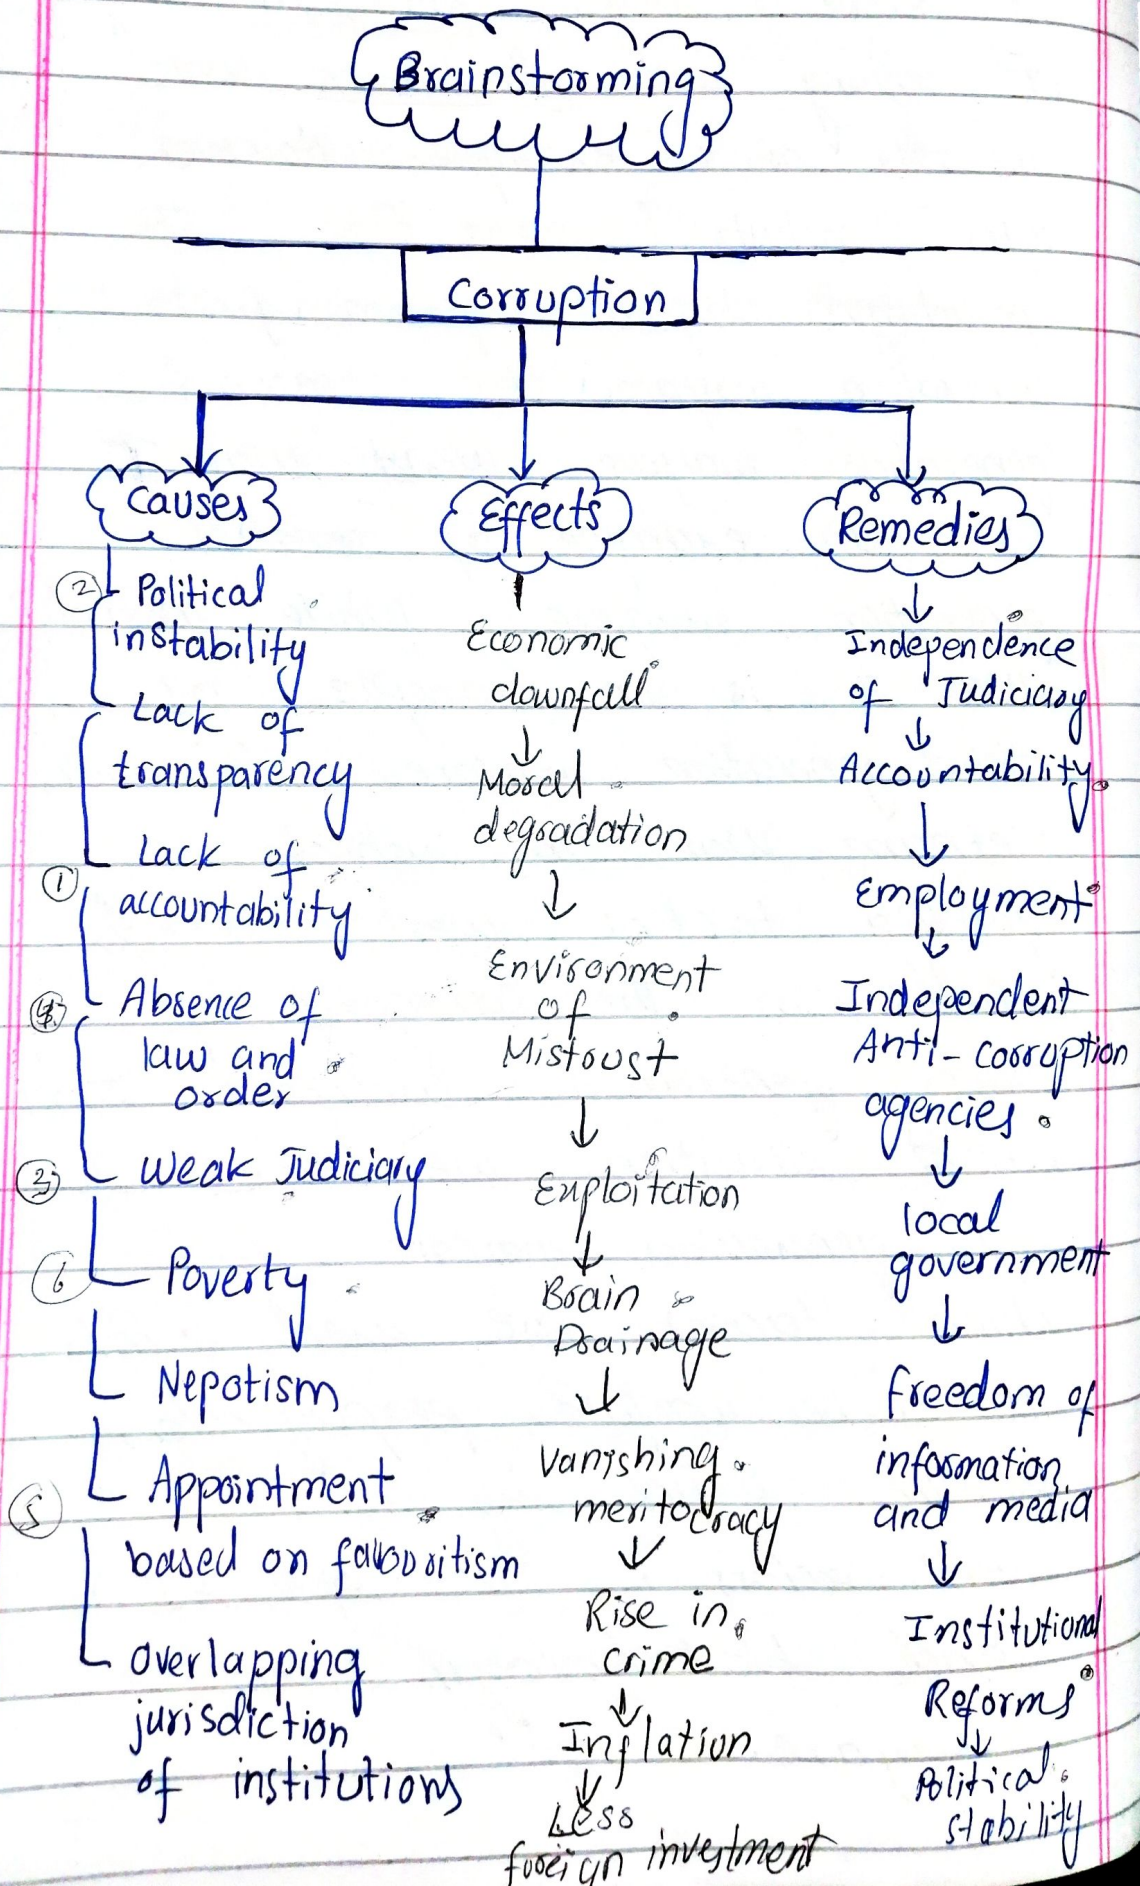 Brainstorming
Corruption
Causes
② Political
instability
Lack of
transparency
Lack of
① accountability
④ Absence of
law and
order
③ Weak Judiciary
⑥ Poverty
Nepotism
Appointment
⑤
based on favouritism
Overlapping
jurisdiction
of institutions
Effects
Economic
downfall
Moral
degradation
Environment
of
Mistrust
Exploitation
Brain
Drainage
Vanishing
meritocracy
Rise in
crime
Inflation
Less
foreign investment
Remedies
Independence
of Judiciary
Accountability
Employment
Independent
Anti-corruption
agencies.
local
government
freedom of
information
and media
Institutional
Reforms
Political
stability